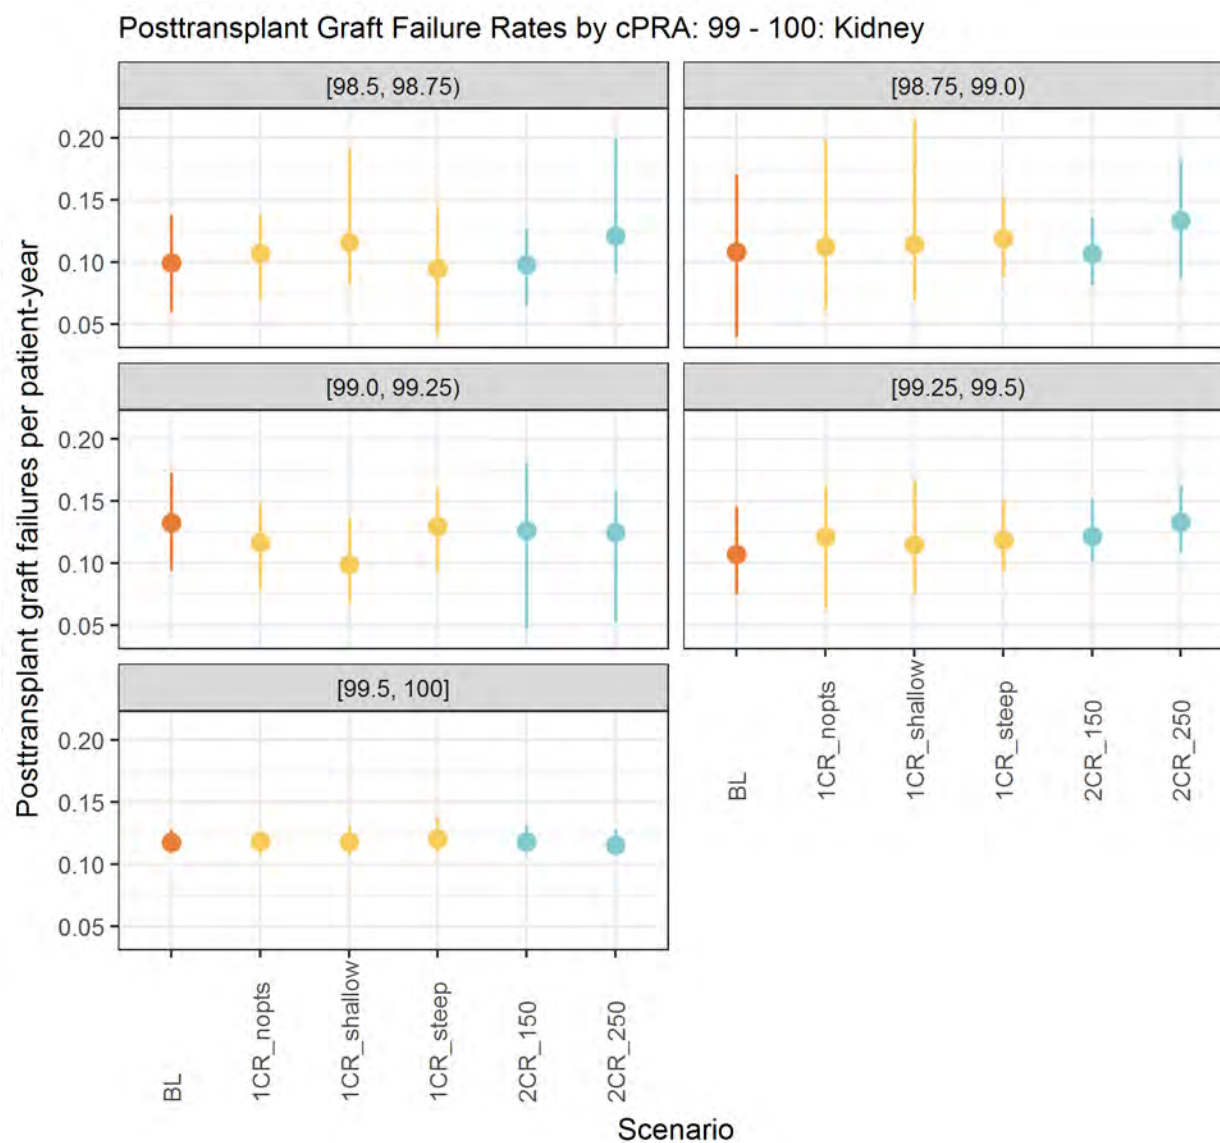 Posttransplant Graft Failure Rates by cPRA: 99 - 100: Kidney
Posttransplant graft failures per patient-year
[98.5, 98.75)
[98.75, 99.0)
0.20
0.15
0.10
0.05
[99.0, 99.25)
[99.25, 99.5)
0.20
0.15
0.10
0.05
BL
1CR_nopts
1CR_shallow
1CR_steep
2CR_150
2CR_250
[99.5, 100]
0.20
0.15
0.10
0.05
BL
1CR_nopts
1CR_shallow
1CR_steep
2CR_150
2CR_250
Scenario